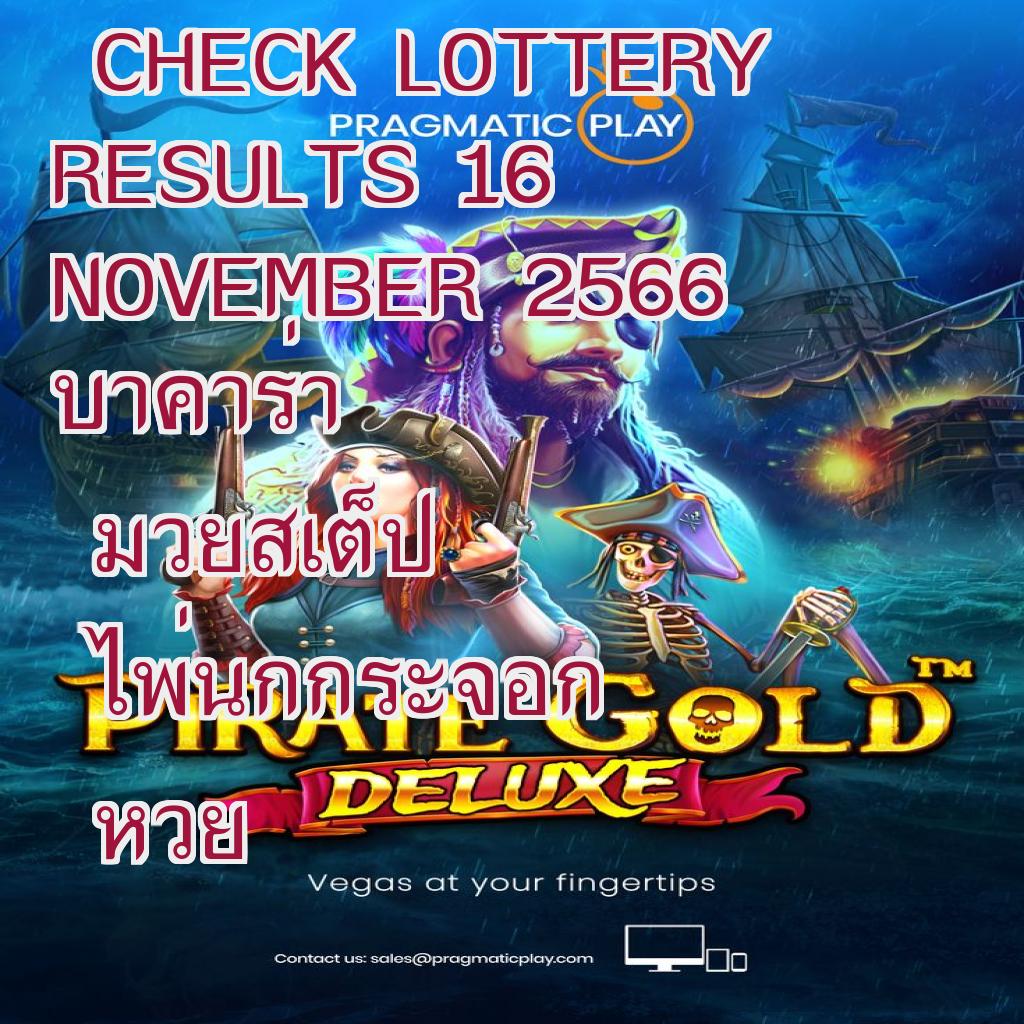 CHECK LOTTERY
PRAGMATIC PLAY
RESULTS 16
NOVEMBER 2566
บาคาร่า
มวยสเต็ป
ไพ่นกกระจอก
PIRATE GOLD™
DELUXE
หวย
Vegas at your fingertips
Contact us: sales@pragmaticplay.com